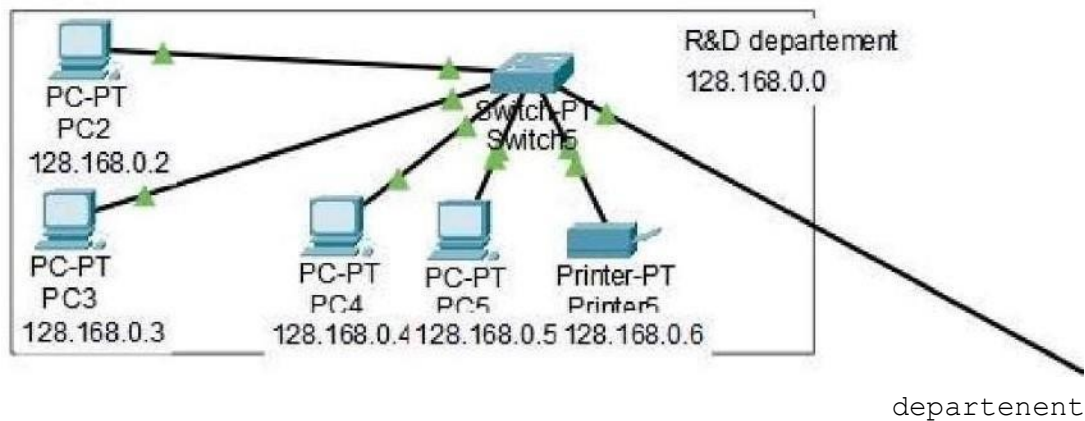 R&D departement
128.168.0.0
PC-PT
PC2
128.168.0.2
Switch-PT
Switch5
PC-PT
PC3
128.168.0.3
PC-PT
PC4
128.168.0.4
PC-PT
PC5
128.168.0.5
Printer-PT
Printer5
128.168.0.6
departenent